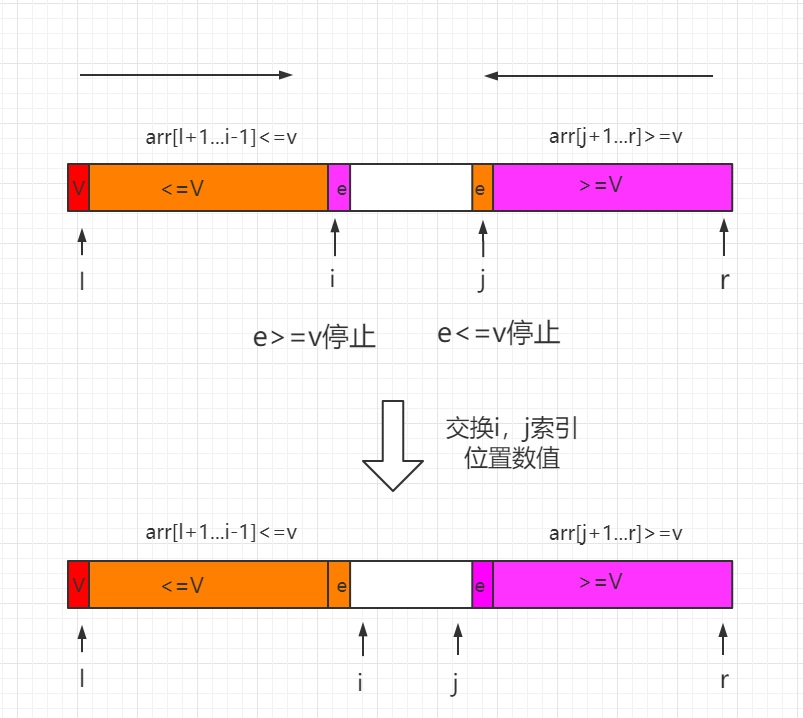 arr[l+1...i-1]<=v
arr[j+1...r]>=v
V
<=V
e
e
>=V
l
i
j
r
e>=v停止
e<=v停止
交换i，j索引
位置数值
arr[l+1...i-1]<=v
arr[j+1...r]>=v
V
<=V
e
e
>=V
l
i
j
r